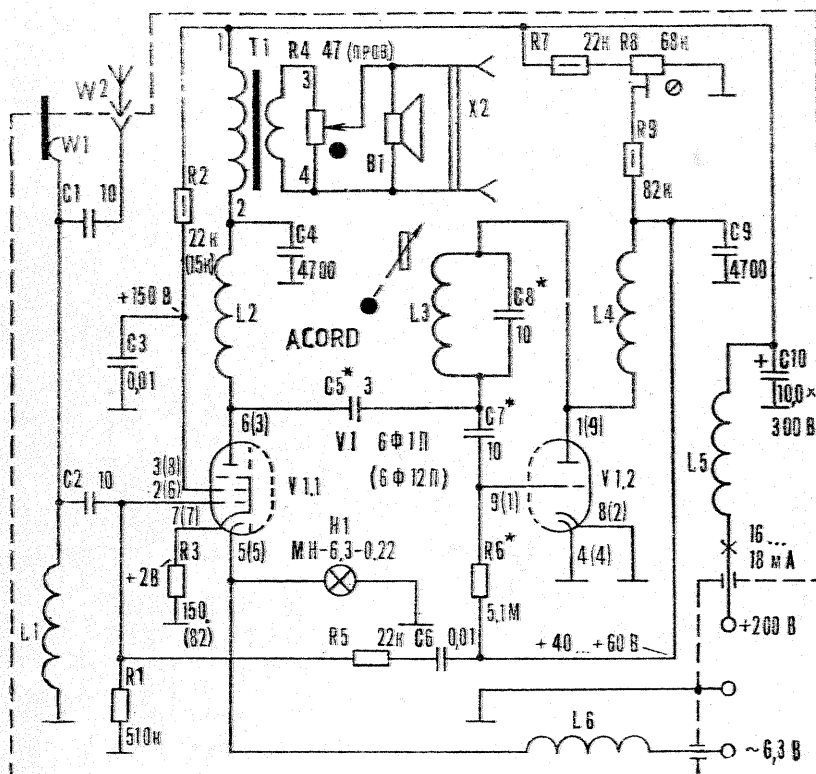 1
T1
R4 47 (пров)
R7
22к
R8
68к
W2
3
X2
W1
4
B1
R9
C1
10
R2
82к
2
C4
4700
C9
4700
22к
(15к)
+150 В
L2
L3
C8*
10
L4
ACORD
C3
0,01
C5*
3
C7*
10
+
C10
10,0 ×
300 В
6(3)
V1
6Ф1П
(6Ф12П)
1(9)
L5
C2
10
3(8)
2(6)
7(7)
V1.1
V1.2
9(1)
8(2)
5(5)
H1
МН-6,3-0,22
4(4)
16...
18 мА
R3
+2В
150
(82)
R6*
5,1М
L1
+200 В
R5
22к
C6
0,01
+40 ... +60 В
R1
510к
L6
~6,3 В